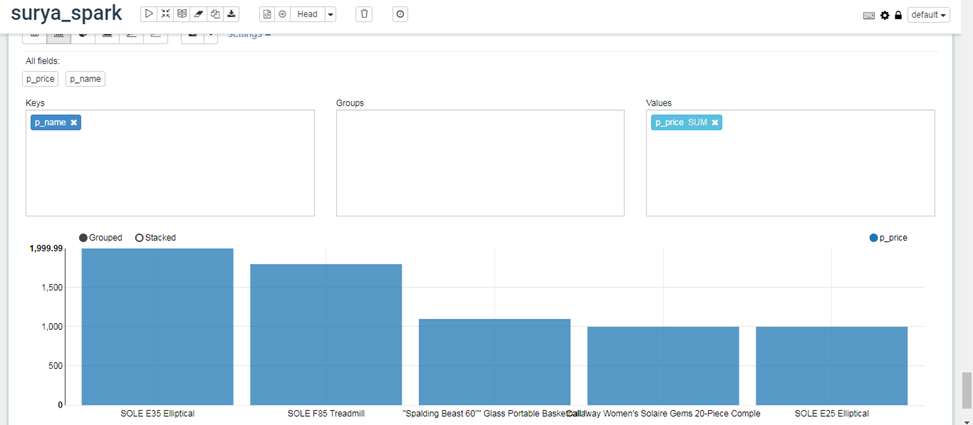 surya_spark
Head
default
settings
All fields:
p_price p_name
Keys Groups Values
p_name ✖ p_price SUM ✖
Grouped Stacked p_price
1,999.99
1,500
1,000
500
0
SOLE E35 Elliptical SOLE F85 Treadmill "Spalding Beast 60"" Glass Portable Basketball" Callaway Women's Solaire Gems 20-Piece Comple SOLE E25 Elliptical